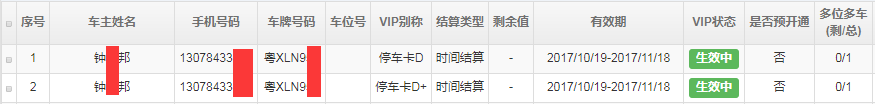 序号 车主姓名 手机号码 车牌号码 车位号 VIP别称 结算类型 剩余值 有效期 VIP状态 是否预开通 多位多车
(剩/总)
1 钟 邦 13078433 粤XLN9 停车卡D 时间结算 - 2017/10/19-2017/11/18 生效中 否 0/1
2 钟 邦 13078433 粤XLN9 停车卡D+ 时间结算 - 2017/10/19-2017/11/18 生效中 否 0/1